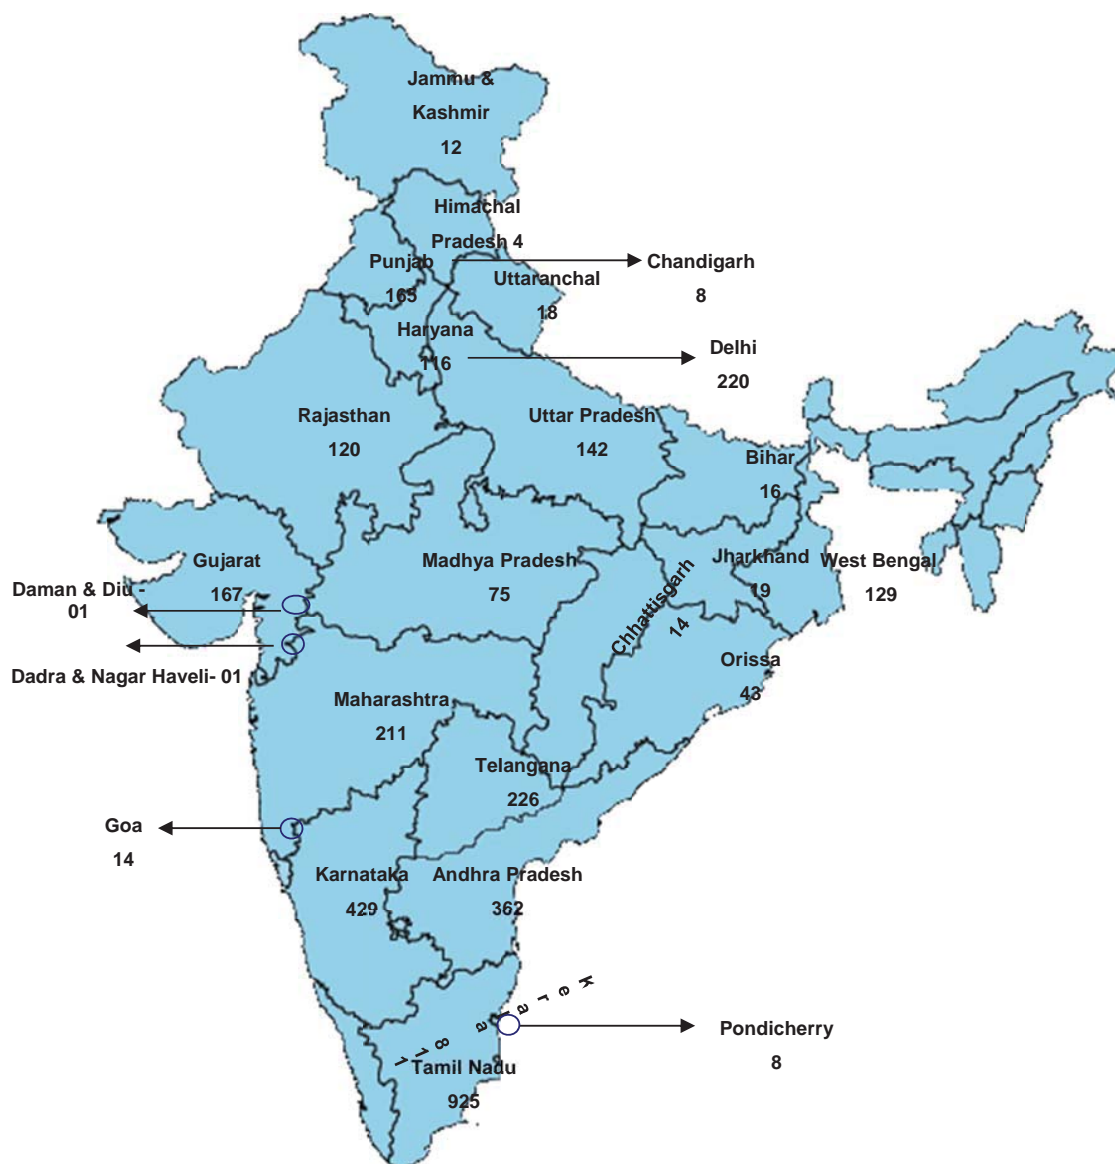 Jammu &
Kashmir
12
Himachal
Pradesh 4
Punjab
165
Chandigarh
8
Uttaranchal
18
Haryana
116
Delhi
220
Rajasthan
120
Uttar Pradesh
142
Bihar
16
Gujarat
167
Madhya Pradesh
75
Jharkhand
19
West Bengal
129
Daman & Diu -
01
Chhattisgarh
14
Dadra & Nagar Haveli- 01
Orissa
43
Maharashtra
211
Telangana
226
Goa
14
Karnataka
429
Andhra Pradesh
362
Kerala 811
Pondicherry
8
Tamil Nadu
925